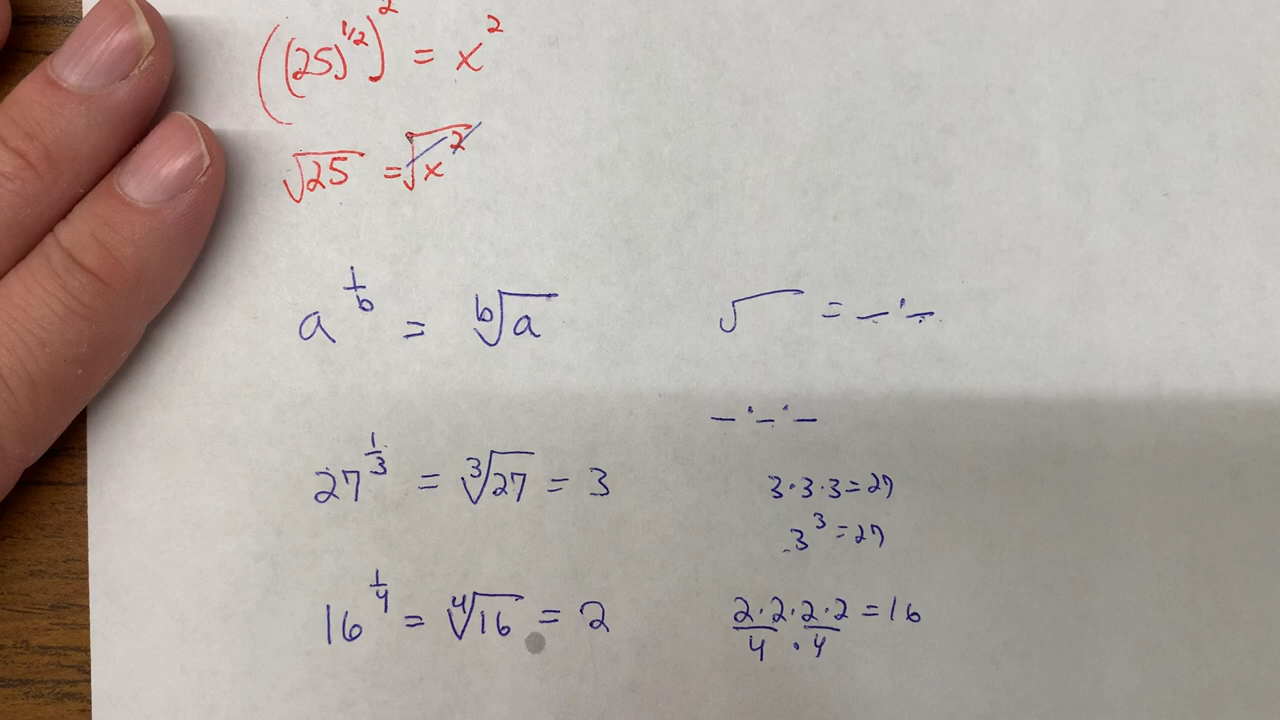 ((25)^{1/2})^2 = x^2
√25 = √x^2
a^{1/b} = ᵇ√a
√ = _·_
_·_·_
27^{1/3} = ³√27 = 3
3·3·3=27
3^3=27
16^{1/4} = ⁴√16 = 2
2·2·2·2=16
4·4